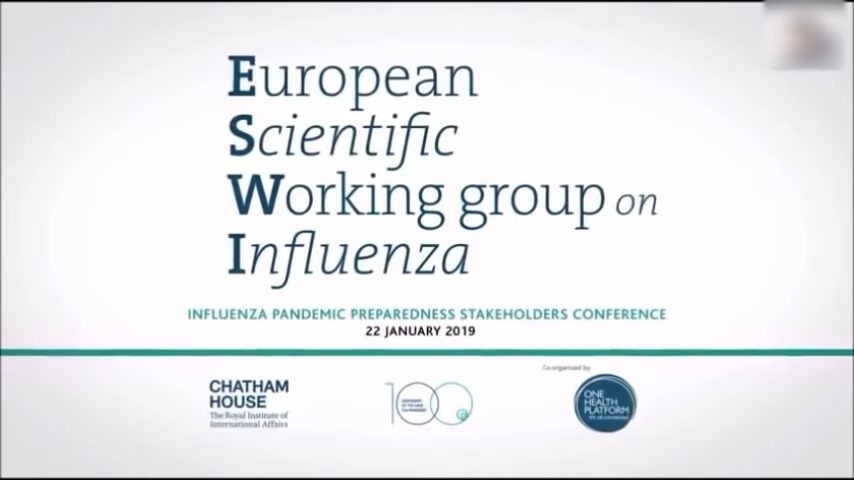 European
Scientific
Working group on
Influenza
INFLUENZA PANDEMIC PREPAREDNESS STAKEHOLDERS CONFERENCE
22 JANUARY 2019
CHATHAM
HOUSE
The Royal Institute of
International Affairs
100
Co-organised by
ONE
HEALTH
PLATFORM